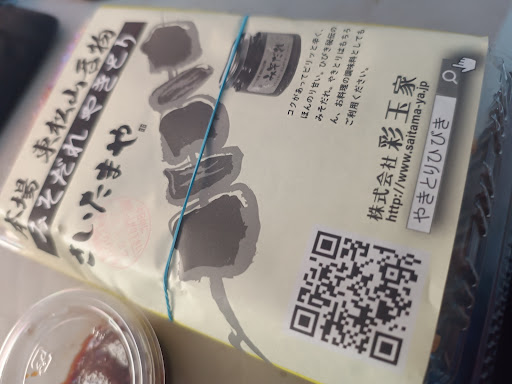 本場 東松山名物
みそだれやきとり
さいたまや
コクがあってピリッと辛く、
ほんのり甘い。ひびき秘伝の
みそだれ。やきとりはもちろ
ん、お料理の調味料としても
ご利用ください。
株式会社 彩玉家
http://www.saitama-ya.jp
やきとりひびき